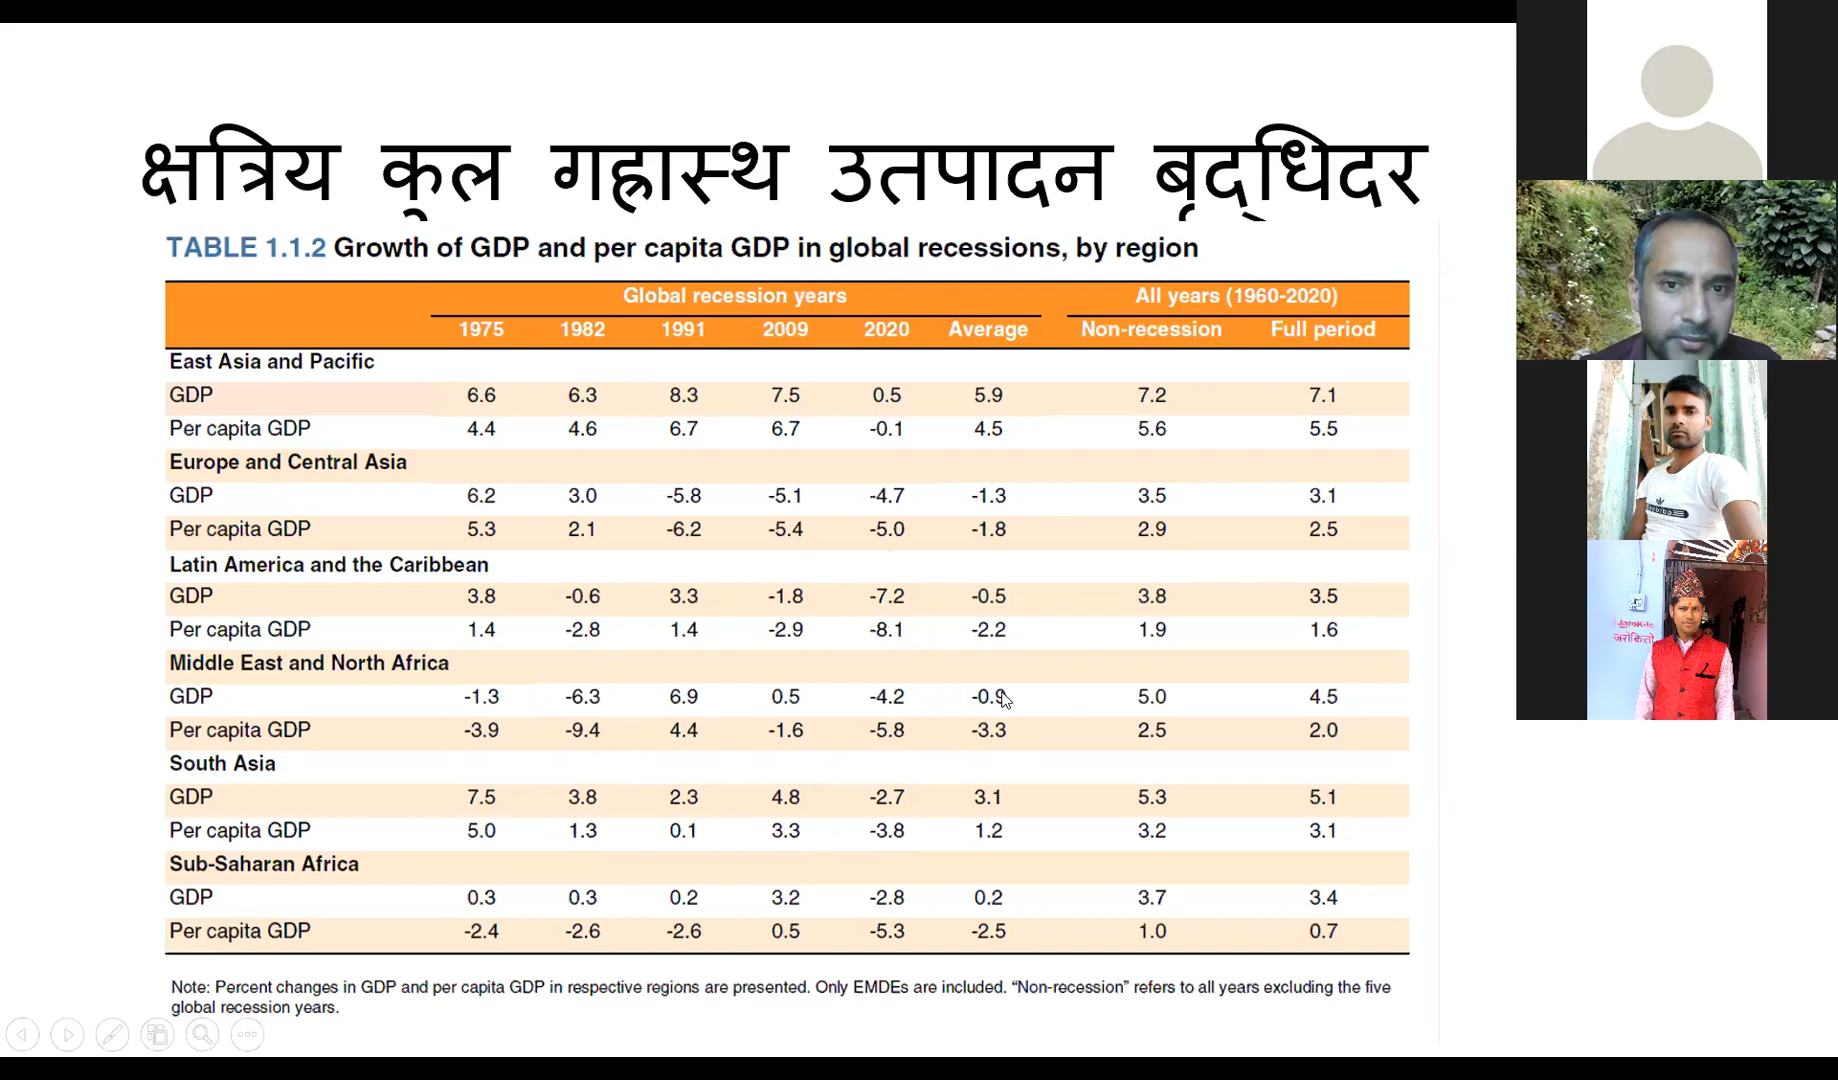 क्षत्रिय कुल गह्रास्थ उतपादन बृद्धिदर
TABLE 1.1.2 Growth of GDP and per capita GDP in global recessions, by region
Global recession years All years (1960-2020)
1975 1982 1991 2009 2020 Average Non-recession Full period
East Asia and Pacific
GDP 6.6 6.3 8.3 7.5 0.5 5.9 7.2 7.1
Per capita GDP 4.4 4.6 6.7 6.7 -0.1 4.5 5.6 5.5
Europe and Central Asia
GDP 6.2 3.0 -5.8 -5.1 -4.7 -1.3 3.5 3.1
Per capita GDP 5.3 2.1 -6.2 -5.4 -5.0 -1.8 2.9 2.5
Latin America and the Caribbean
GDP 3.8 -0.6 3.3 -1.8 -7.2 -0.5 3.8 3.5
Per capita GDP 1.4 -2.8 1.4 -2.9 -8.1 -2.2 1.9 1.6
Middle East and North Africa
GDP -1.3 -6.3 6.9 0.5 -4.2 -0.9 5.0 4.5
Per capita GDP -3.9 -9.4 4.4 -1.6 -5.8 -3.3 2.5 2.0
South Asia
GDP 7.5 3.8 2.3 4.8 -2.7 3.1 5.3 5.1
Per capita GDP 5.0 1.3 0.1 3.3 -3.8 1.2 3.2 3.1
Sub-Saharan Africa
GDP 0.3 0.3 0.2 3.2 -2.8 0.2 3.7 3.4
Per capita GDP -2.4 -2.6 -2.6 0.5 -5.3 -2.5 1.0 0.7
Note: Percent changes in GDP and per capita GDP in respective regions are presented. Only EMDEs are included. “Non-recession” refers to all years excluding the five
global recession years.
जरोकिलो